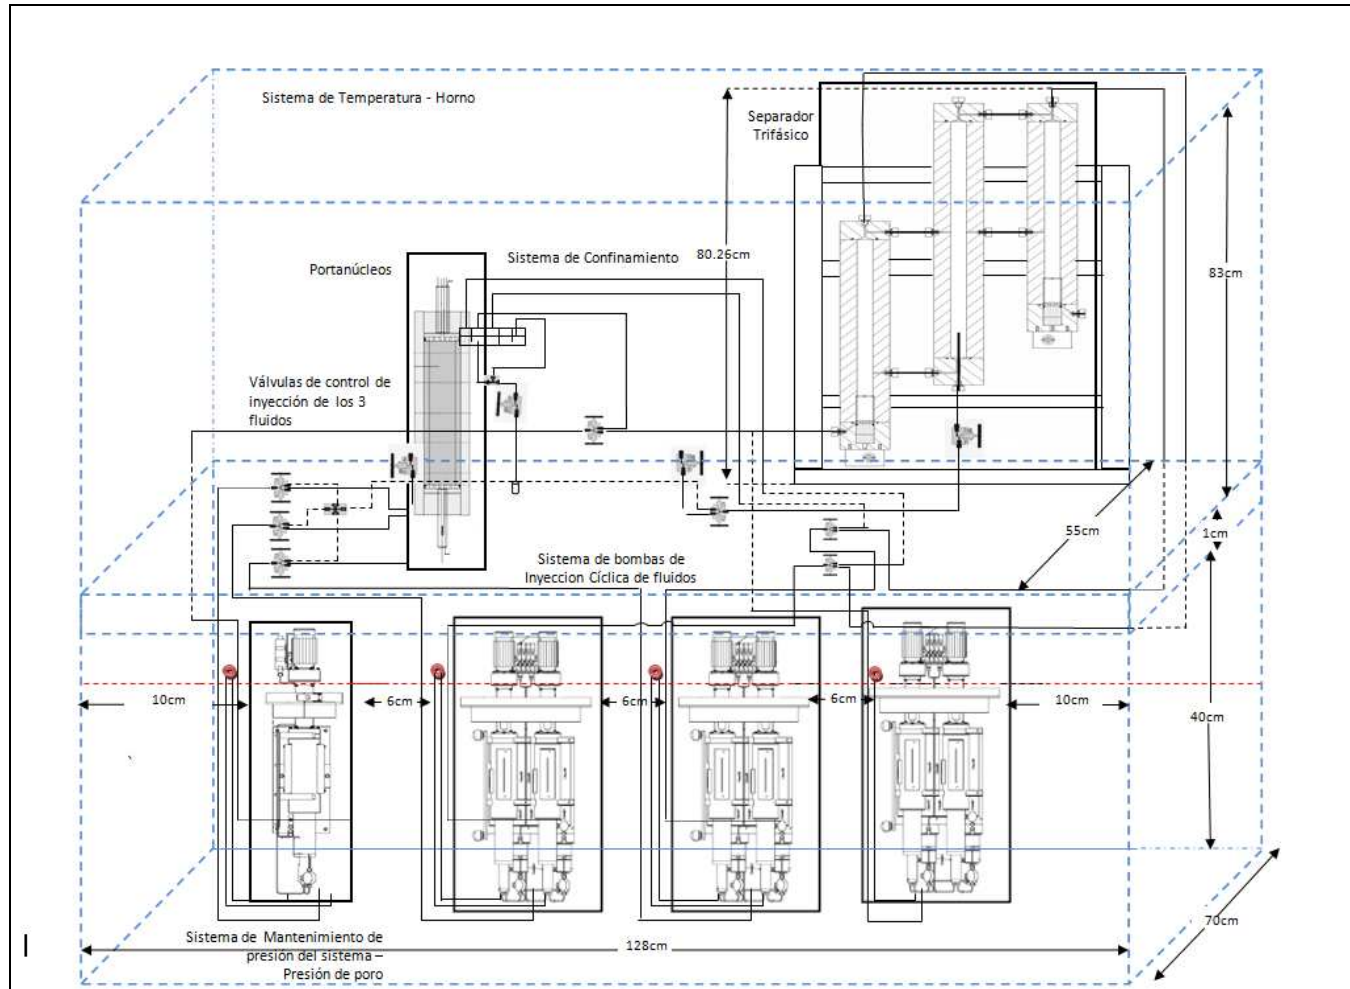 Sistema de Temperatura - Horno
Separador
Trifásico
Portanúcleos
Sistema de Confinamiento
80.26cm
83cm
Válvulas de control de
inyección de los 3
fluidos
55cm
1cm
Sistema de bombas de
Inyeccion Cíclica de fluidos
10cm
6cm
6cm
6cm
10cm
40cm
70cm
128cm
Sistema de Mantenimiento de
presión del sistema –
Presión de poro